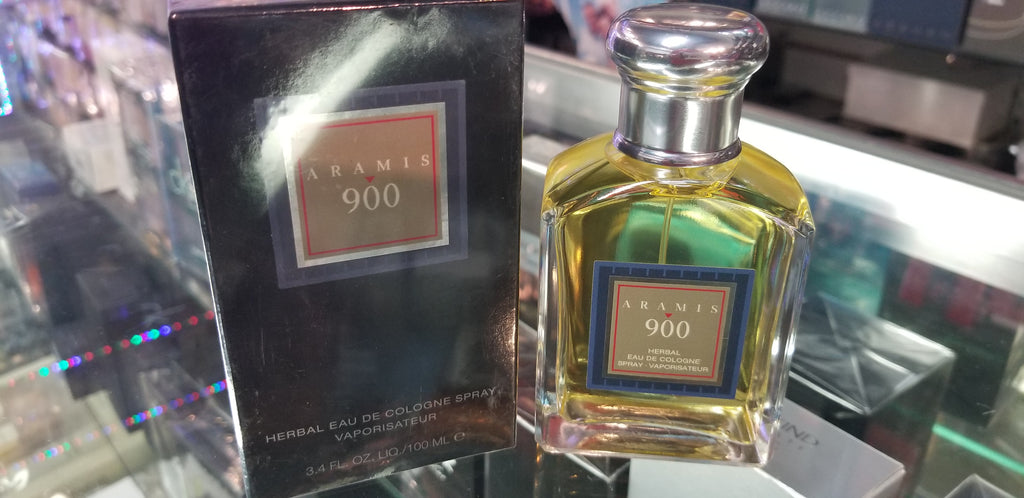 ARAMIS
900
HERBAL EAU DE COLOGNE SPRAY
VAPORISATEUR
3.4 FL. OZ. LIQ./100 ML ℮
ARAMIS
900
HERBAL
EAU DE COLOGNE
SPRAY · VAPORISATEUR